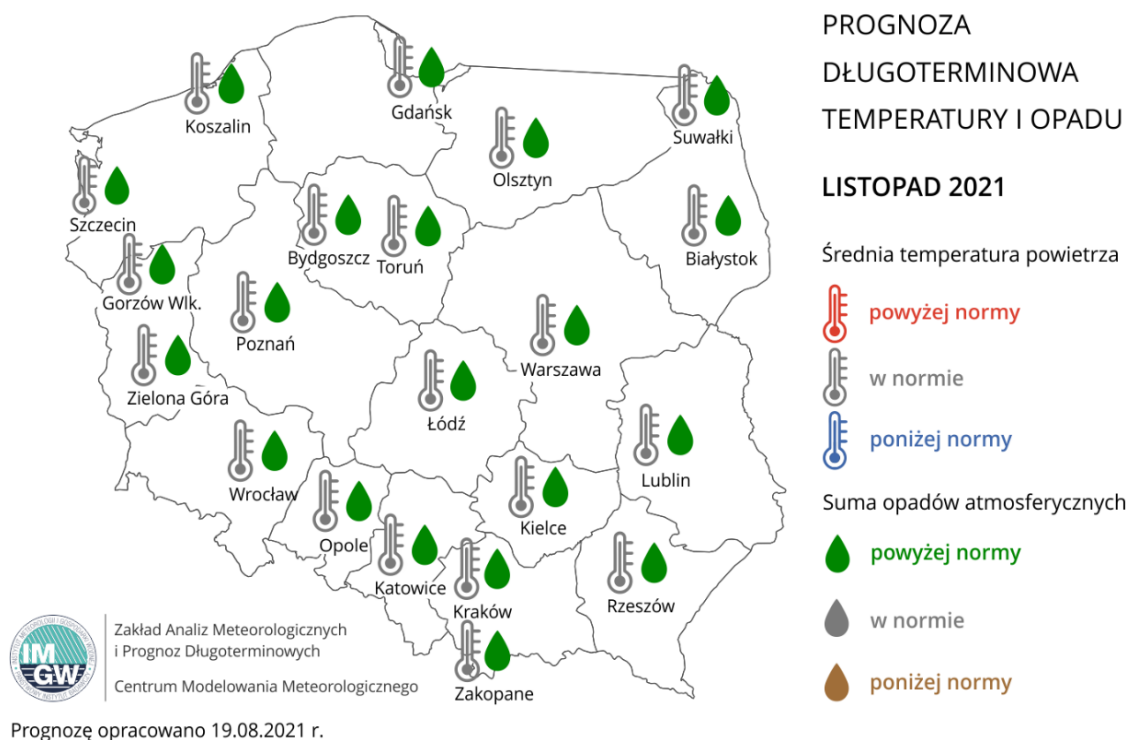 PROGNOZA
DŁUGOTERMINOWA
TEMPERATURY I OPADU
LISTOPAD 2021
Średnia temperatura powietrza
powyżej normy
w normie
poniżej normy
Suma opadów atmosferycznych
powyżej normy
w normie
poniżej normy
Koszalin
Gdańsk
Suwałki
Olsztyn
Szczecin
Bydgoszcz
Toruń
Białystok
Gorzów Wlk.
Poznań
Warszawa
Zielona Góra
Łódź
Wrocław
Lublin
Opole
Kielce
Katowice
Kraków
Rzeszów
Zakopane
IM
GW
Zakład Analiz Meteorologicznych
i Prognoz Długoterminowych
Centrum Modelowania Meteorologicznego
Prognozę opracowano 19.08.2021 r.